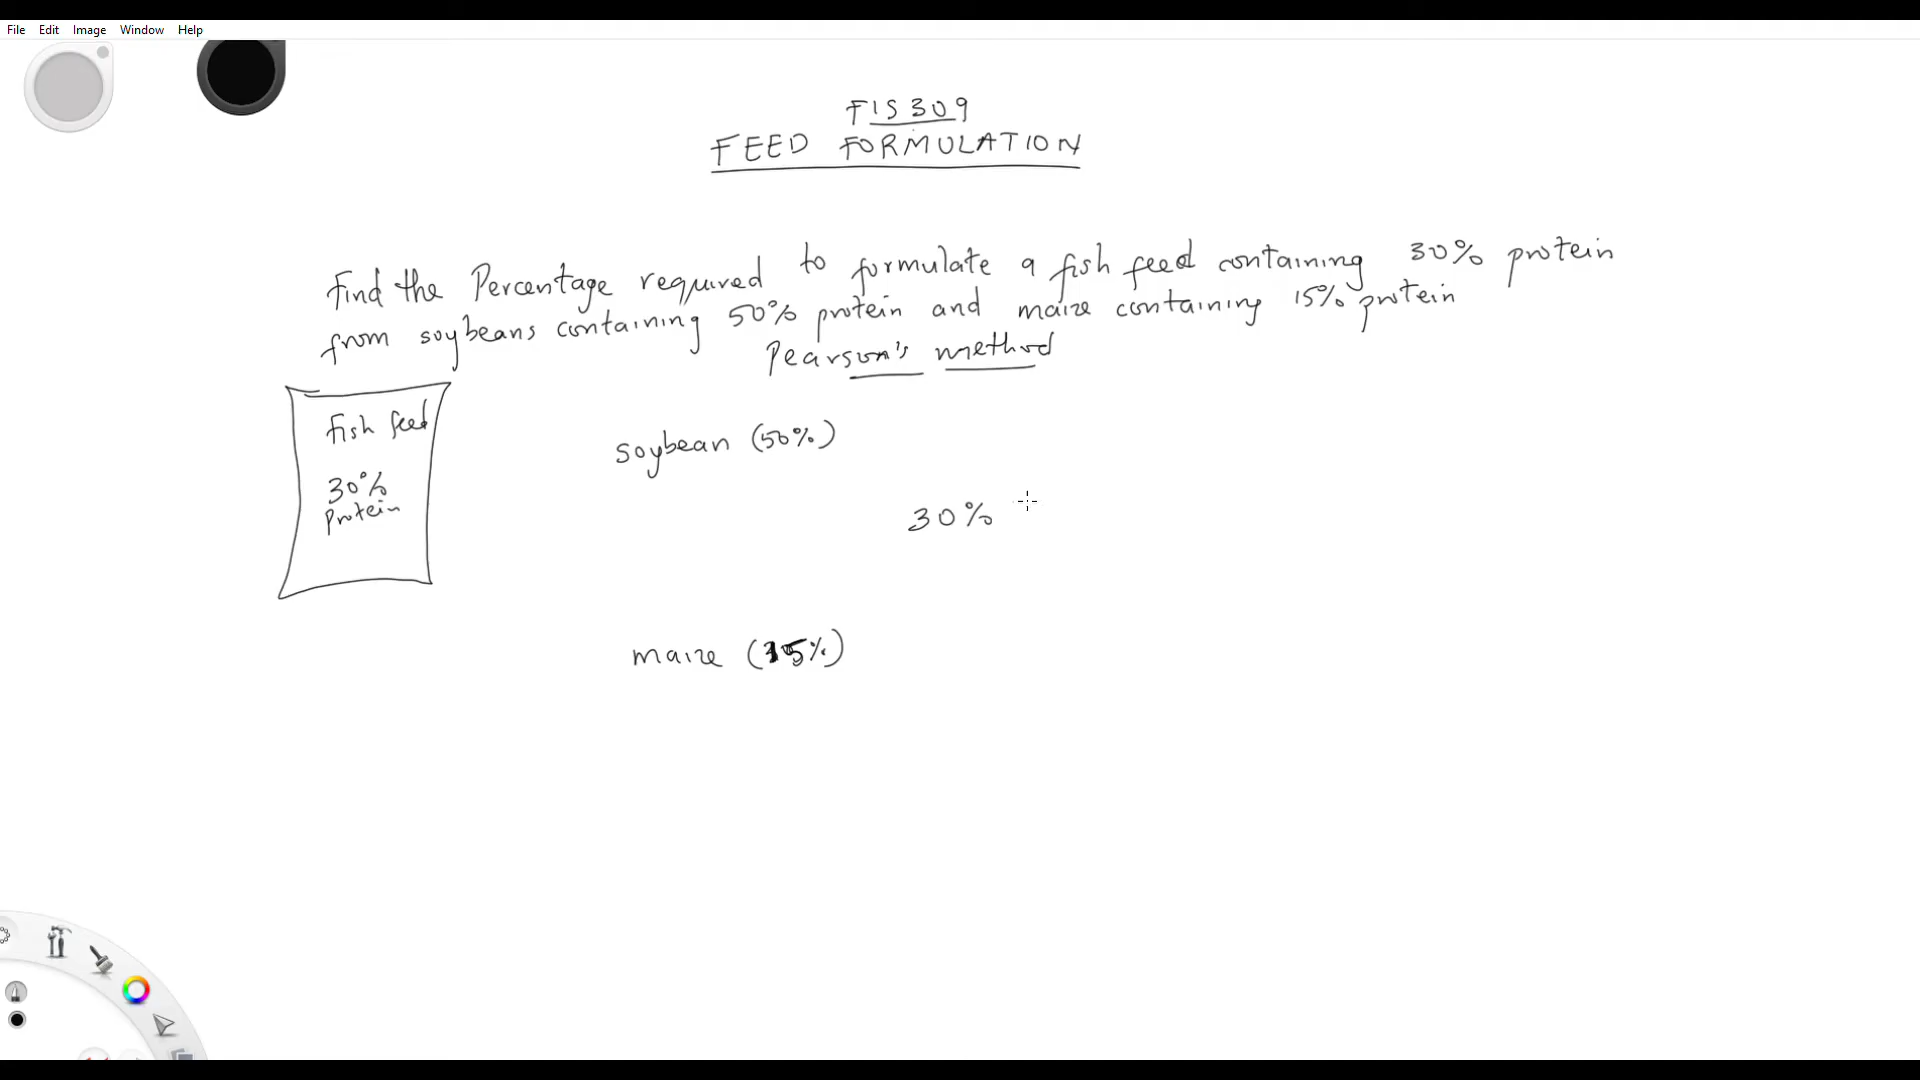 File Edit Image Window Help
FIS 309
FEED FORMULATION
Find the Percentage required to formulate a fish feed containing 30% protein
from soybeans containing 50% protein and maize containing 15% protein
Pearson's method
Fish feed
30%
protein
soybean (50%)
30%
maize (15%)